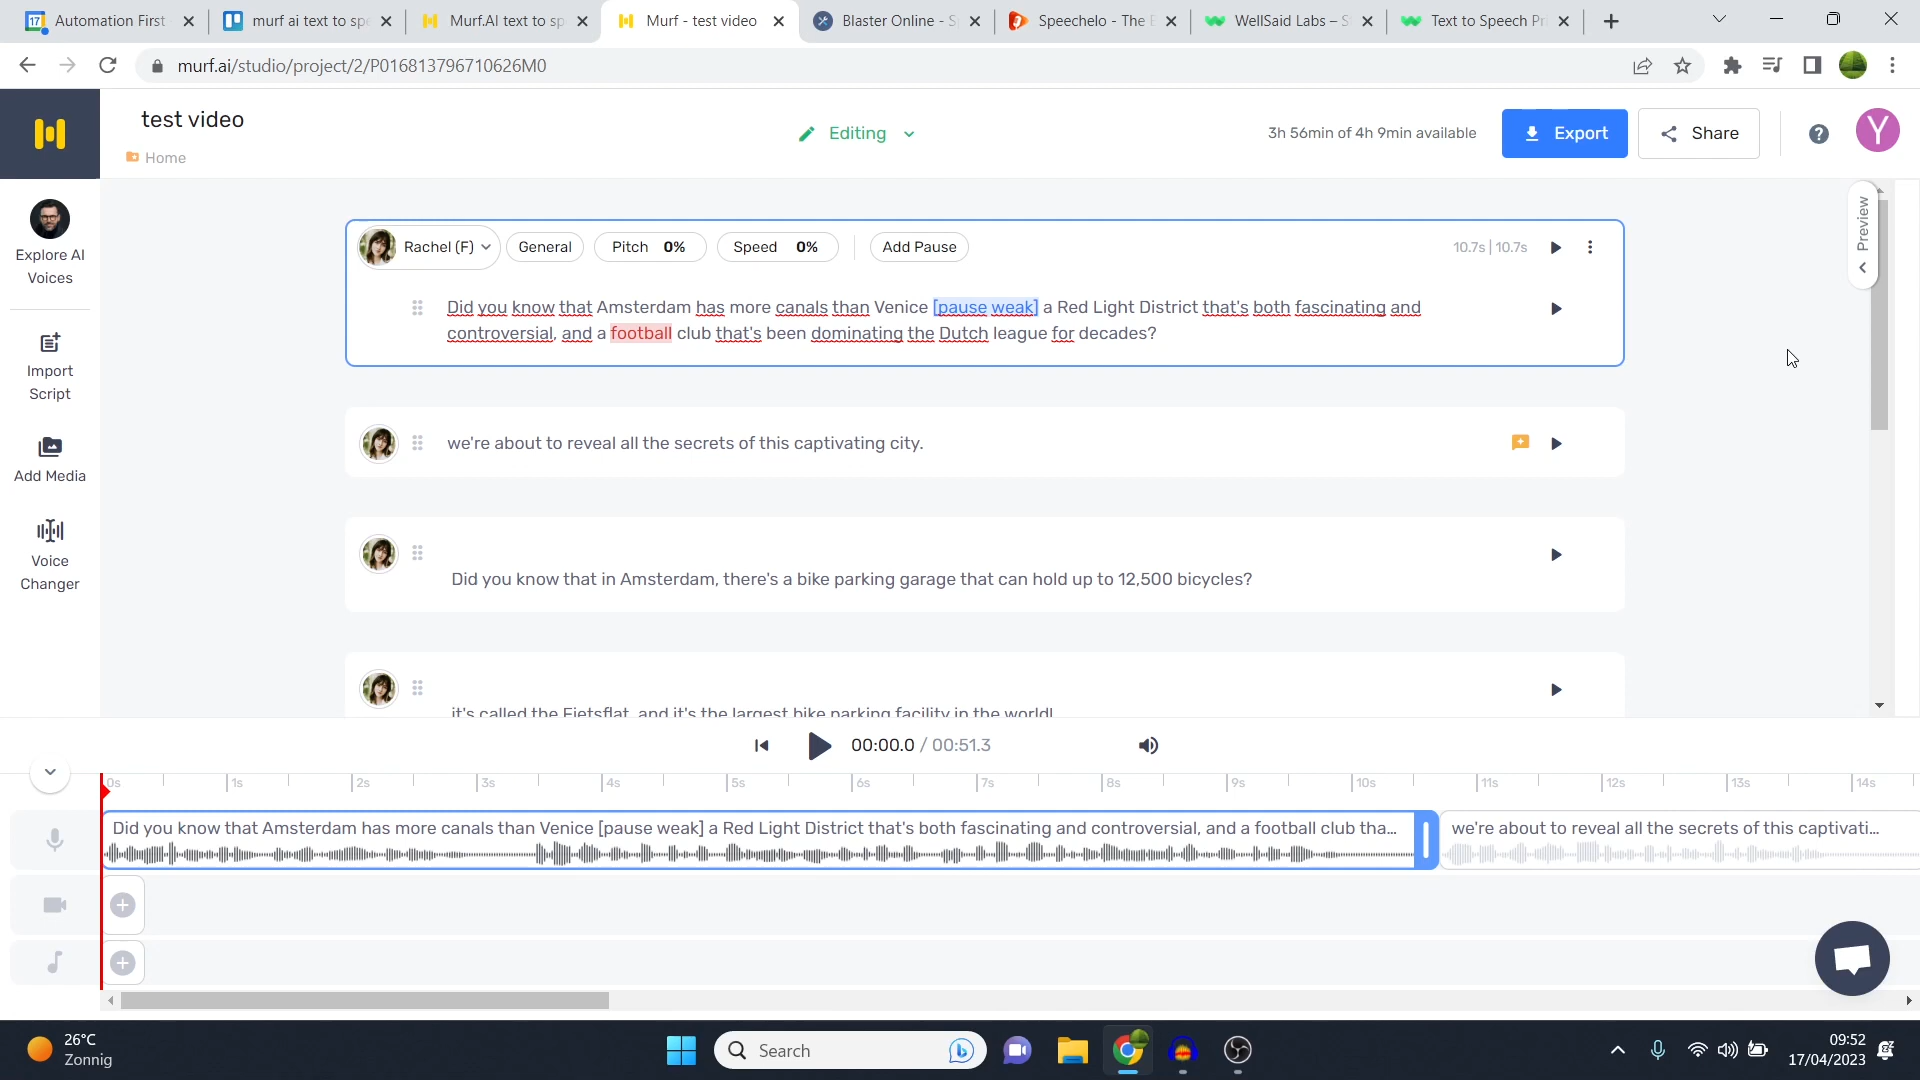 Automation First
murf ai text to spe
Murf.AI text to sp
Murf - test video
Blaster Online - S
Speechelo - The B
WellSaid Labs – S
Text to Speech Pr
murf.ai/studio/project/2/P016813796710626M0
test video
Home
Editing
3h 56min of 4h 9min available
Export
Share
Y
Explore AI
Voices
Import
Script
Add Media
Voice
Changer
Preview
Rachel (F)
General
Pitch 0%
Speed 0%
Add Pause
10.7s | 10.7s
Did you know that Amsterdam has more canals than Venice [pause weak] a Red Light District that's both fascinating and
controversial, and a football club that's been dominating the Dutch league for decades?
we're about to reveal all the secrets of this captivating city.
Did you know that in Amsterdam, there's a bike parking garage that can hold up to 12,500 bicycles?
it's called the Fietsflat, and it's the largest bike parking facility in the world!
00:00.0 / 00:51.3
0s 1s 2s 3s 4s 5s 6s 7s 8s 9s 10s 11s 12s 13s 14s
Did you know that Amsterdam has more canals than Venice [pause weak] a Red Light District that's both fascinating and controversial, and a football club tha...
we're about to reveal all the secrets of this captivati...
26°C
Zonnig
Search
09:52
17/04/2023